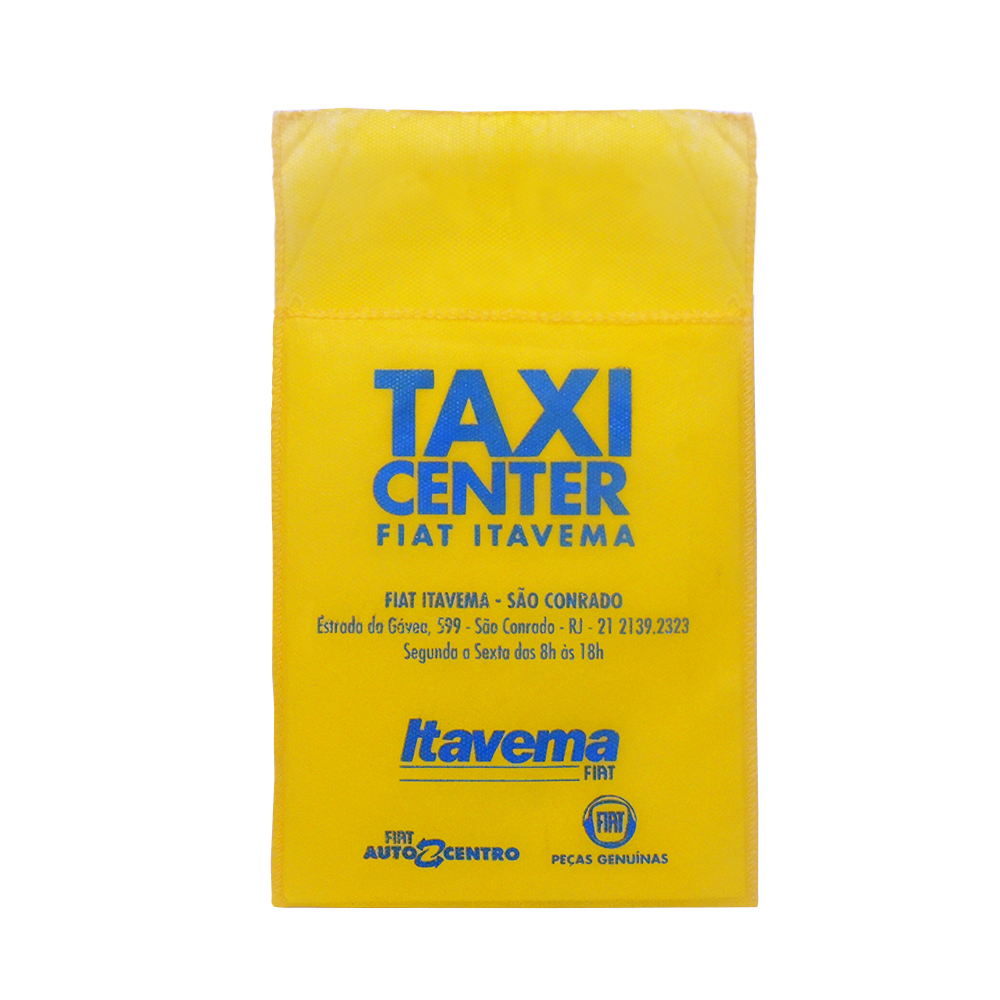 TAXI
CENTER
FIAT ITAVEMA
FIAT ITAVEMA - SÃO CONRADO
Estrada da Gávea, 599 - São Conrado - RJ - 21 2139.2323
Segunda a Sexta das 8h às 18h
Itavema
FIAT
FIAT
FIAT
AUTO CENTRO
PEÇAS GENUÍNAS